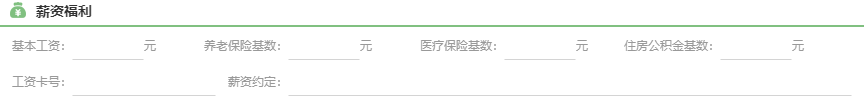 薪资福利
基本工资： 元 养老保险基数： 元 医疗保险基数： 元 住房公积金基数： 元
工资卡号： 薪资约定：